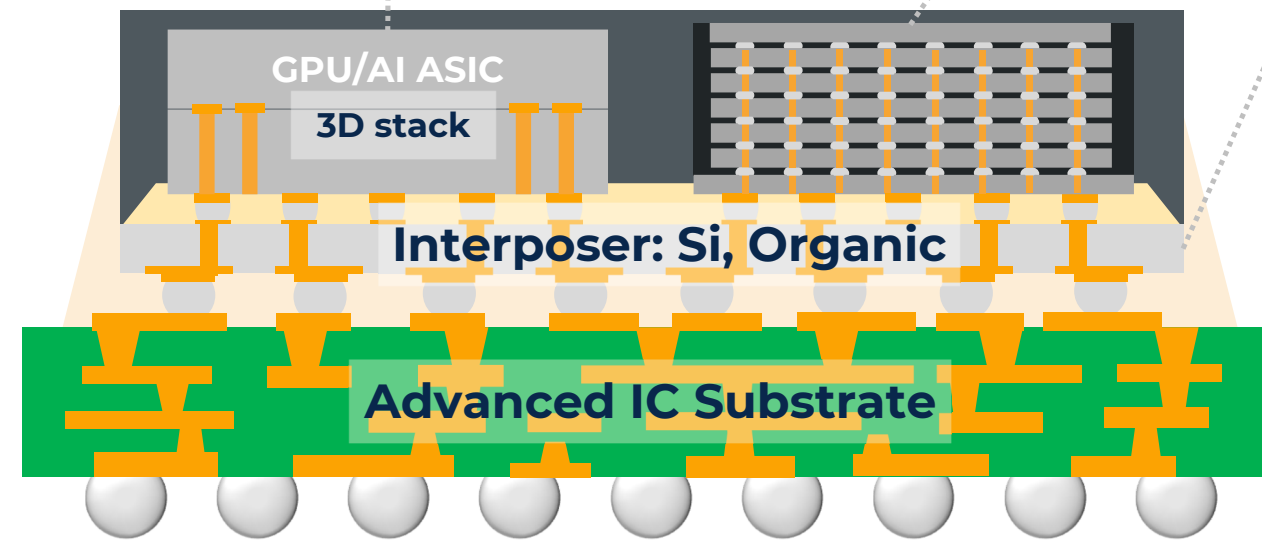 GPU/AI ASIC
3D stack
Interposer: Si, Organic
Advanced IC Substrate